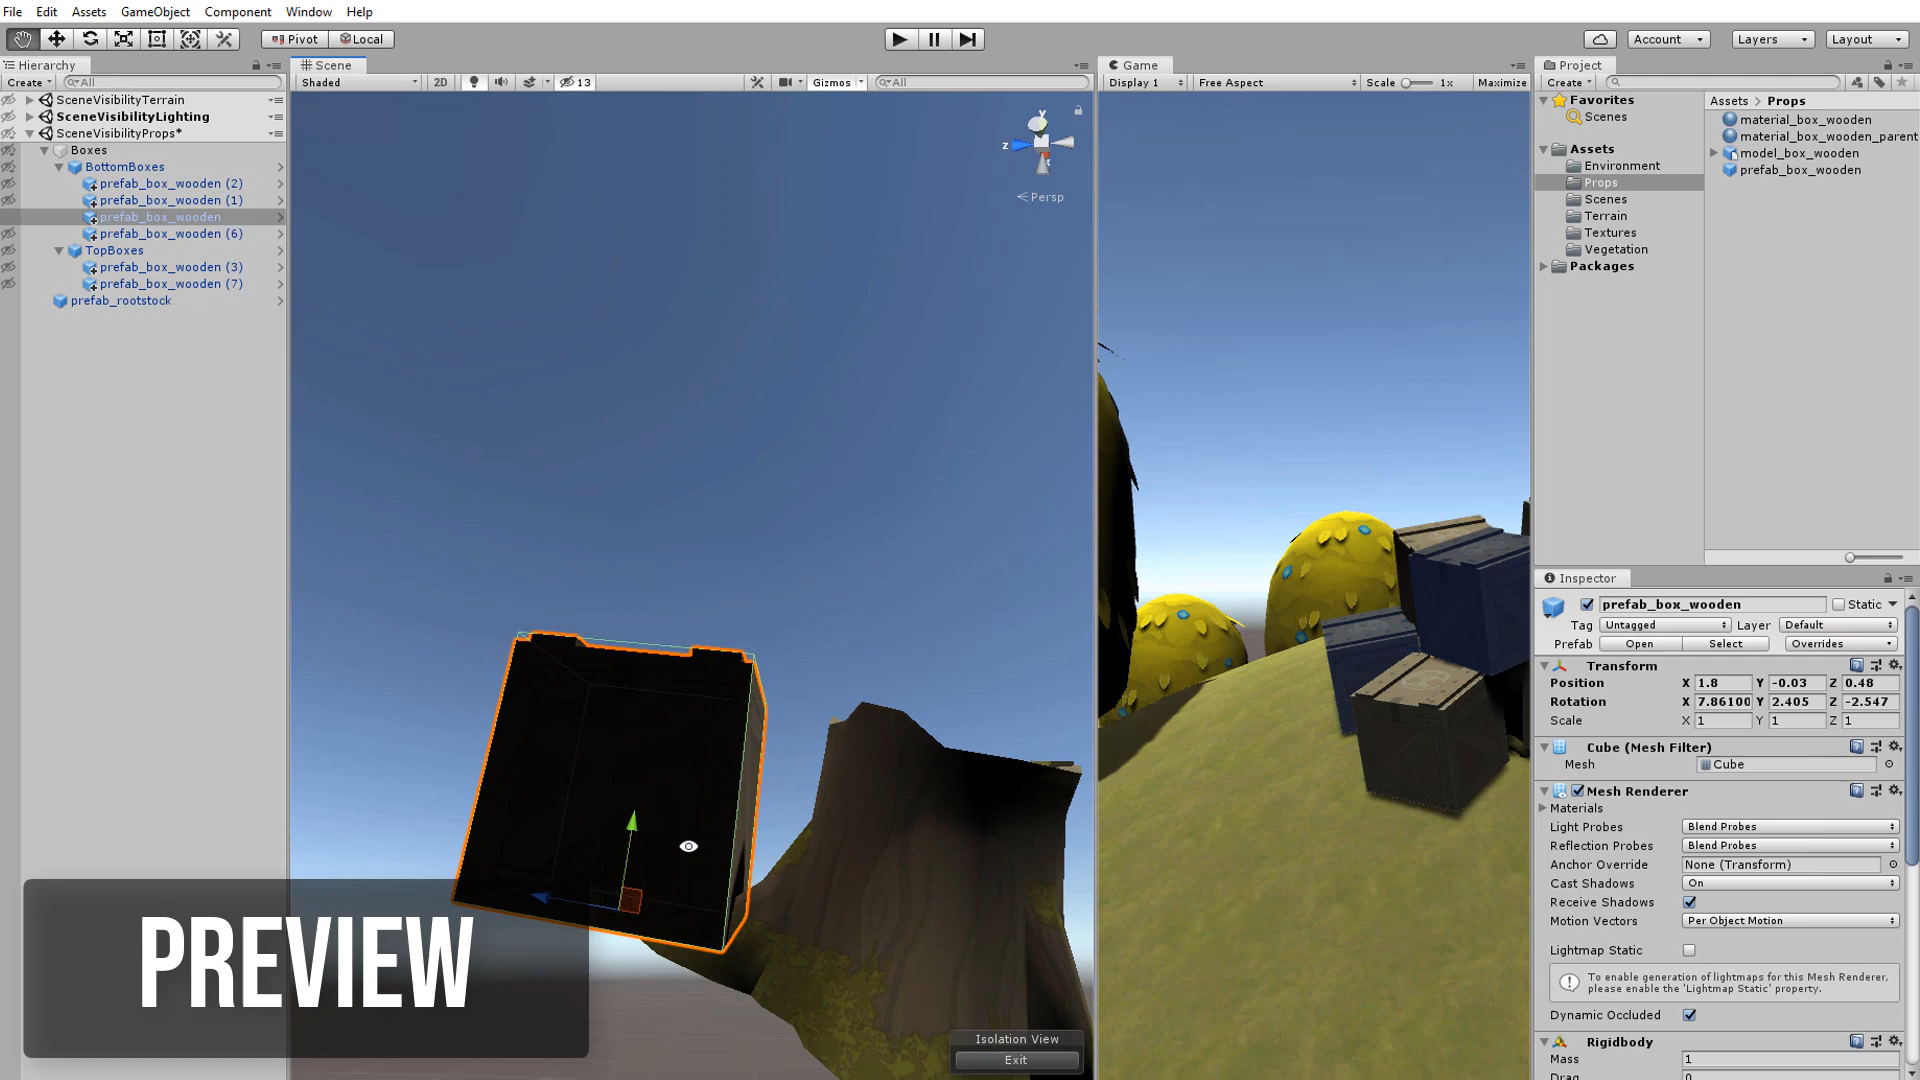 File Edit Assets GameObject Component Window Help
Pivot Local
Account Layers Layout
Hierarchy
Create All
SceneVisibilityTerrain
SceneVisibilityLighting
SceneVisibilityProps*
Boxes
BottomBoxes
prefab_box_wooden (2)
prefab_box_wooden (1)
prefab_box_wooden
prefab_box_wooden (6)
TopBoxes
prefab_box_wooden (3)
prefab_box_wooden (7)
prefab_rootstock
Scene
Shaded 2D 13 Gizmos All
y
z
Persp
Isolation View
Exit
PREVIEW
Game
Display 1 Free Aspect Scale 1x Maximize
Project
Create
Favorites
Scenes
Assets
Environment
Props
Scenes
Terrain
Textures
Vegetation
Packages
Assets > Props
material_box_wooden
material_box_wooden_parent
model_box_wooden
prefab_box_wooden
Inspector
prefab_box_wooden Static
Tag Untagged Layer Default
Prefab Open Select Overrides
Transform
Position X 1.8 Y -0.03 Z 0.48
Rotation X 7.86100 Y 2.405 Z -2.547
Scale X 1 Y 1 Z 1
Cube (Mesh Filter)
Mesh Cube
Mesh Renderer
Materials
Light Probes Blend Probes
Reflection Probes Blend Probes
Anchor Override None (Transform)
Cast Shadows On
Receive Shadows
Motion Vectors Per Object Motion
Lightmap Static
To enable generation of lightmaps for this Mesh Renderer,
please enable the 'Lightmap Static' property.
Dynamic Occluded
Rigidbody
Mass 1
Drag 0